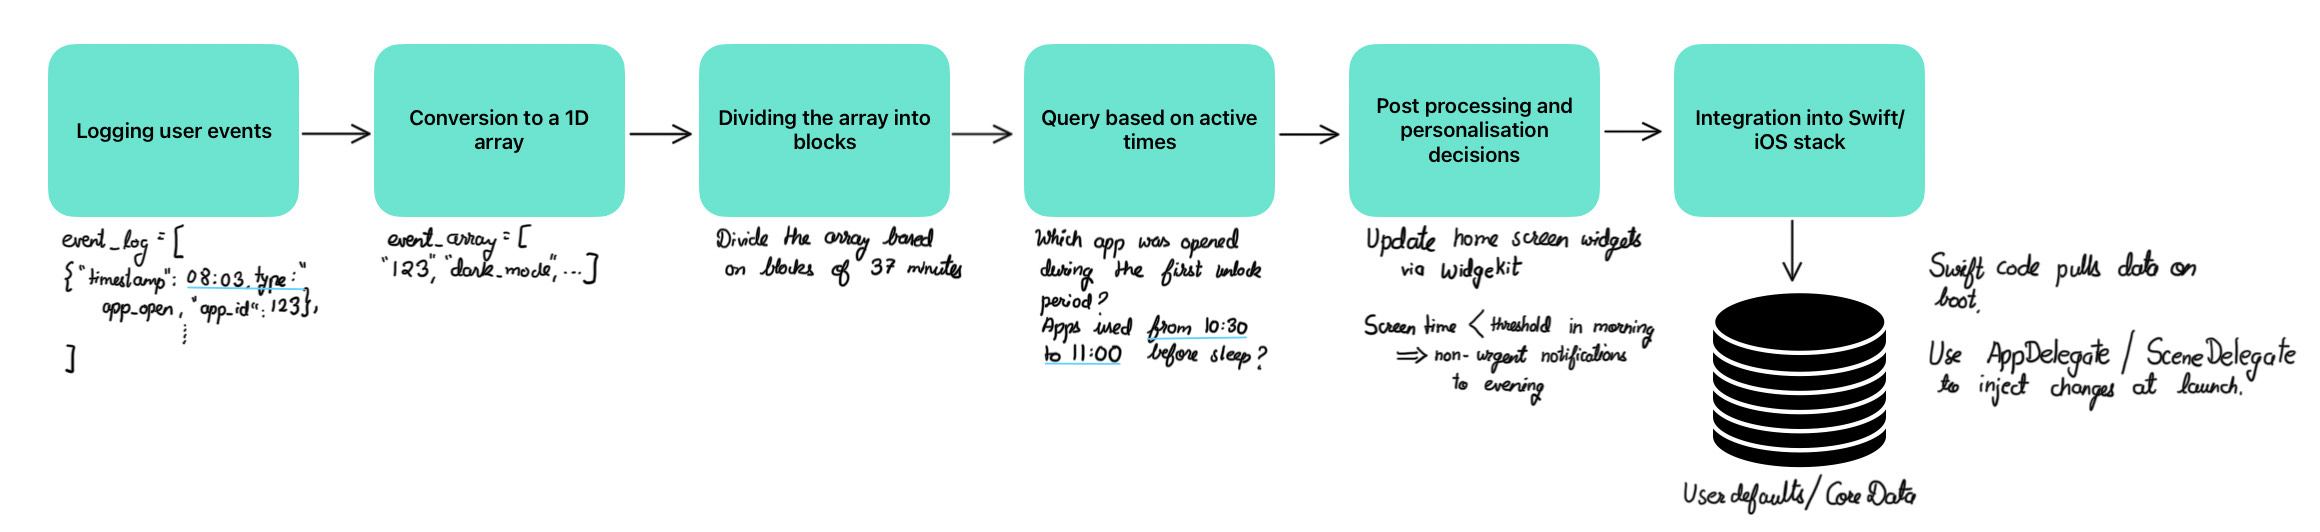 Logging user events
Conversion to a 1D
array
Dividing the array into
blocks
Query based on active
times
Post processing and
personalisation
decisions
Integration into Swift/
iOS stack
event_log = [
{"timestamp": 08:03, type:"
app_open, "app_id": 123},
⋮
]
event_array = [
"123", "dark_mode", ...]
Divide the array based
on blocks of 37 minutes
Which app was opened
during the first unlock
period?
Apps used from 10:30
to 11:00 before sleep?
Update home screen widgets
via Widgekit
Screen time < threshold in morning
⟹ non-urgent notifications
to evening
Swift code pulls data on
boot.
Use AppDelegate / SceneDelegate
to inject changes at launch.
User defaults/ Core Data